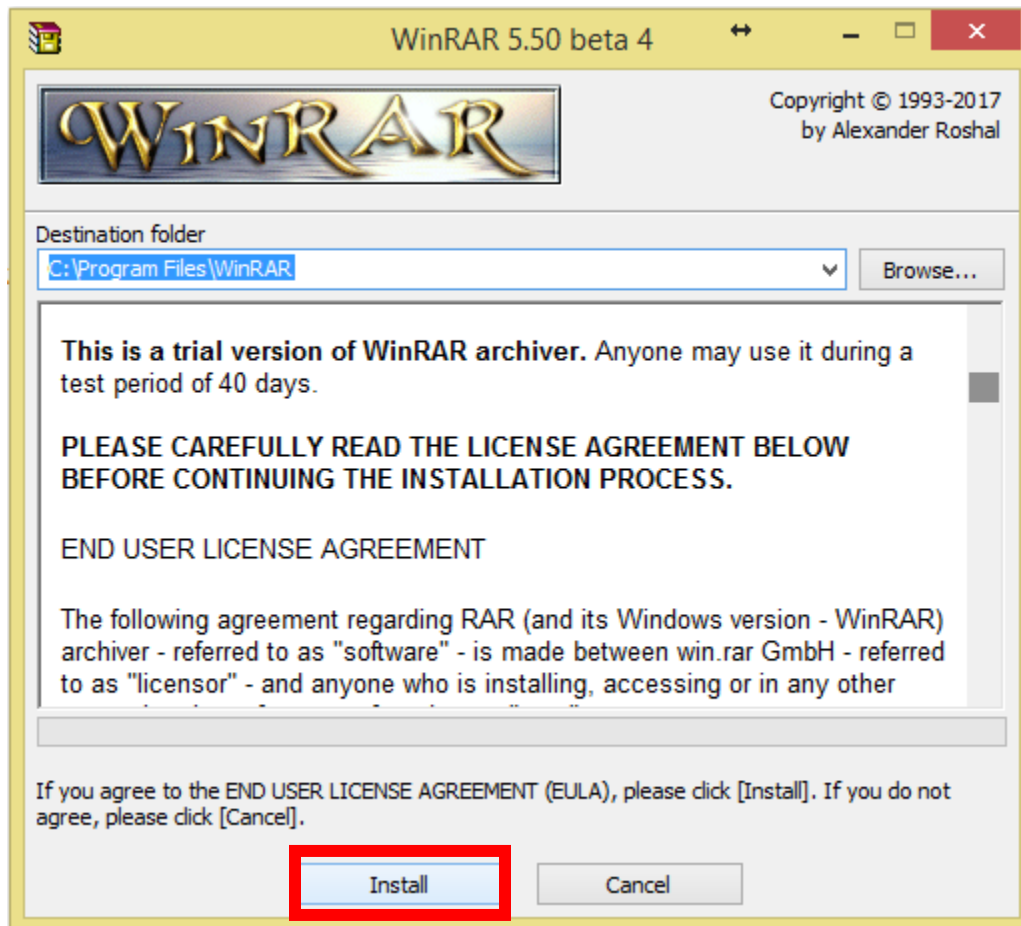 WinRAR 5.50 beta 4
WinRAR
Copyright © 1993-2017
by Alexander Roshal
Destination folder
C:\Program Files\WinRAR
Browse...
This is a trial version of WinRAR archiver. Anyone may use it during a
test period of 40 days.
PLEASE CAREFULLY READ THE LICENSE AGREEMENT BELOW
BEFORE CONTINUING THE INSTALLATION PROCESS.
END USER LICENSE AGREEMENT
The following agreement regarding RAR (and its Windows version - WinRAR)
archiver - referred to as "software" - is made between win.rar GmbH - referred
to as "licensor" - and anyone who is installing, accessing or in any other
If you agree to the END USER LICENSE AGREEMENT (EULA), please click [Install]. If you do not
agree, please click [Cancel].
Install
Cancel